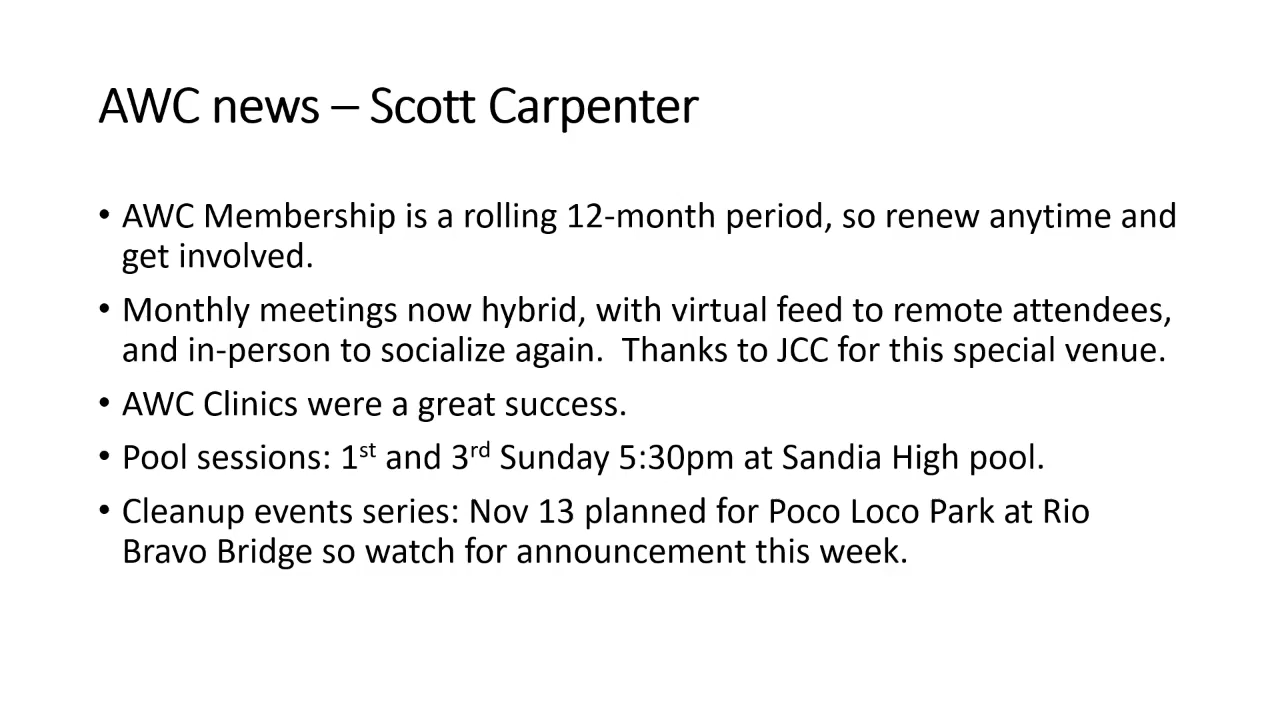 AWC news – Scott Carpenter
• AWC Membership is a rolling 12-month period, so renew anytime and
get involved.
• Monthly meetings now hybrid, with virtual feed to remote attendees,
and in-person to socialize again.  Thanks to JCC for this special venue.
• AWC Clinics were a great success.
• Pool sessions: 1st and 3rd Sunday 5:30pm at Sandia High pool.
• Cleanup events series: Nov 13 planned for Poco Loco Park at Rio
Bravo Bridge so watch for announcement this week.